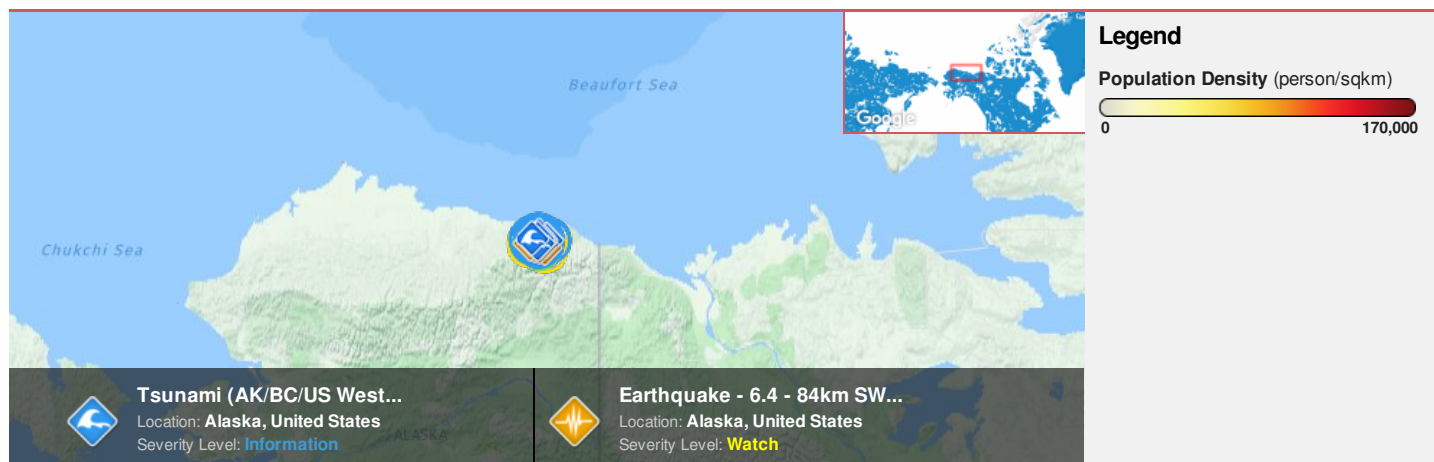 Beaufort Sea
Google
Chukchi Sea
ALASKA
Tsunami (AK/BC/US West...
Location: Alaska, United States
Severity Level: Information
Earthquake - 6.4 - 84km SW...
Location: Alaska, United States
Severity Level: Watch
Legend
Population Density (person/sqkm)
0
170,000